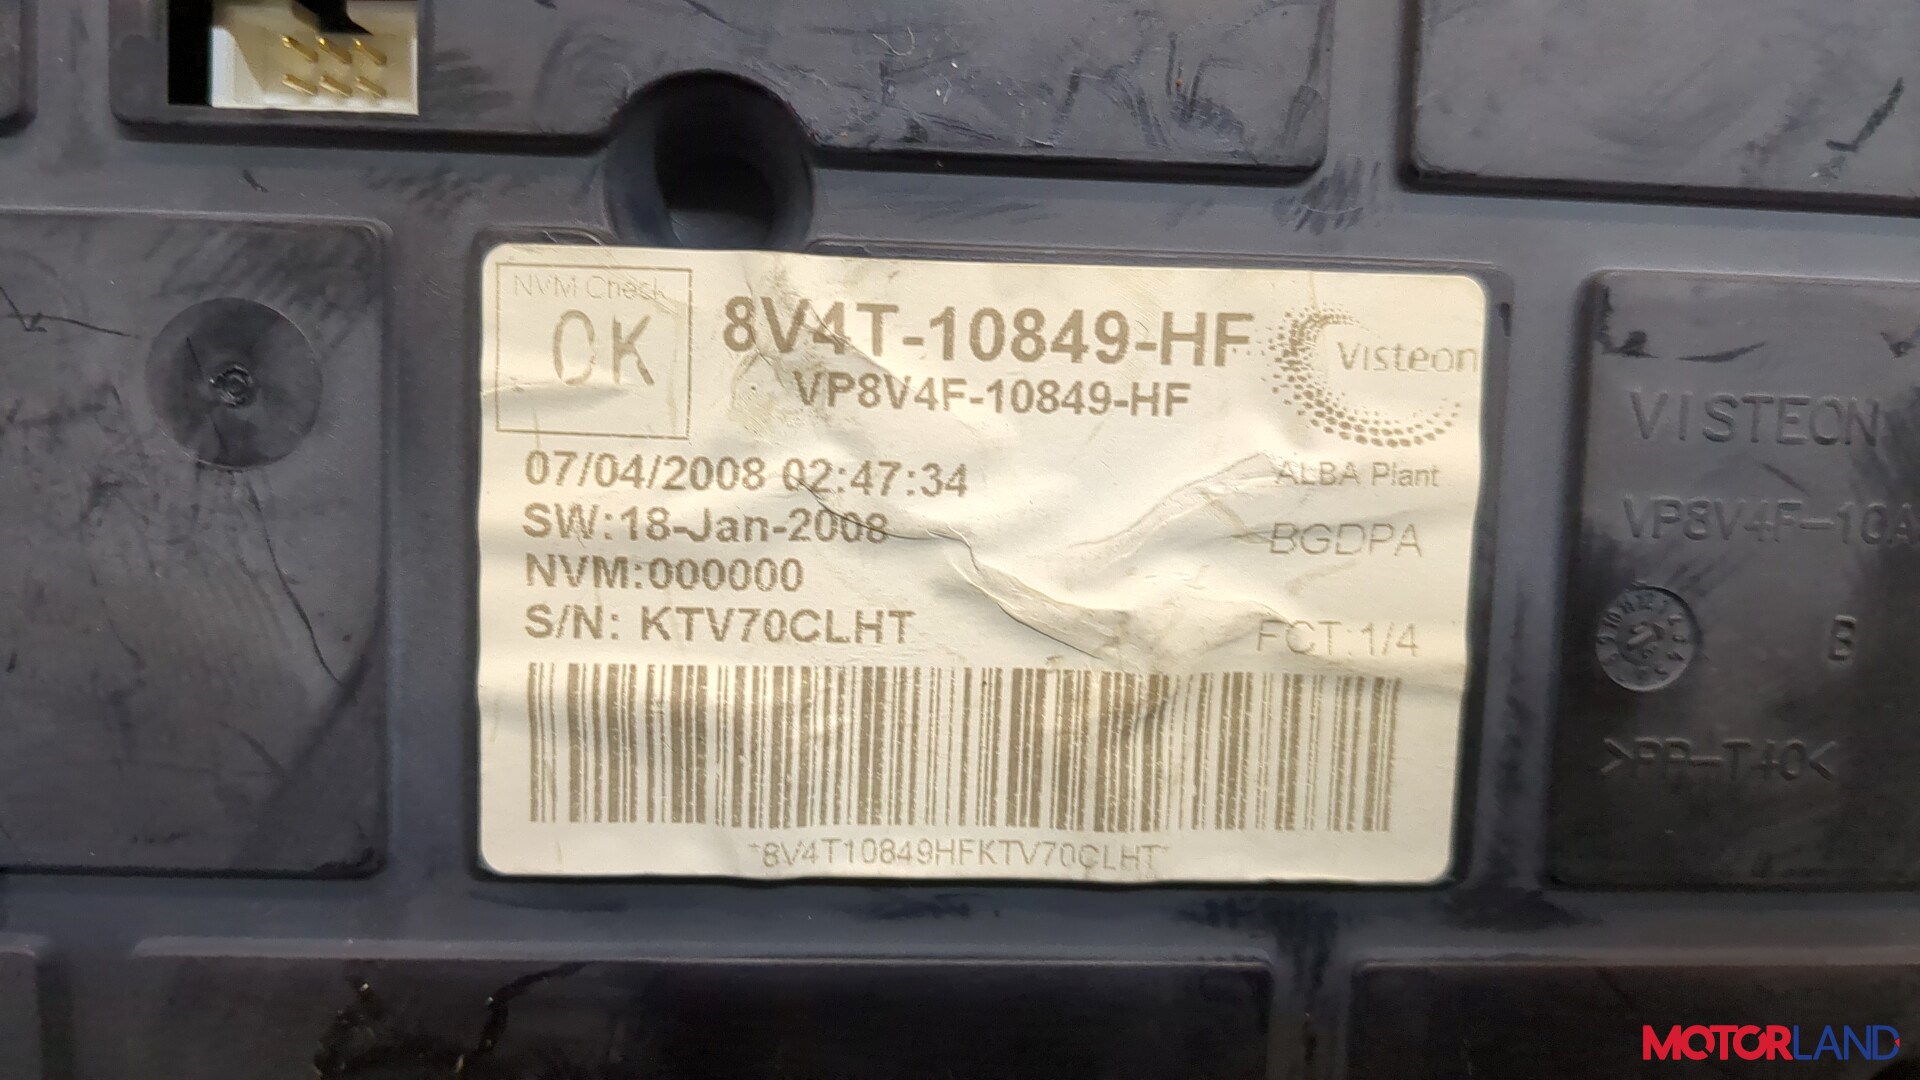 NVM Check
OK
8V4T-10849-HF
VP8V4F-10849-HF
Visteon
07/04/2008 02:47:34
ALBA Plant
SW:18-Jan-2008
BGDPA
NVM:000000
S/N: KTV70CLHT
FCT:1/4
*8V4T10849HFKTV70CLHT*
VISTEON
VP8V4F-10A
B
>PP-T40<
MOTORLAND